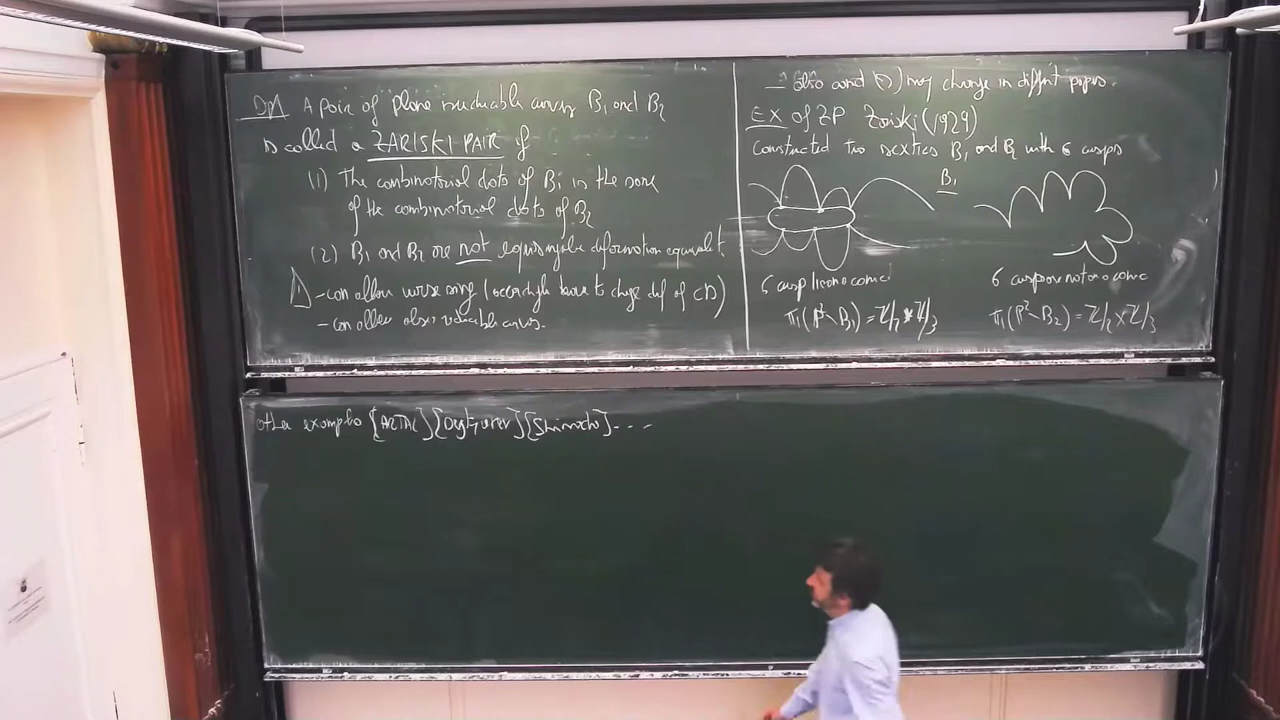 Def A pair of plane irreducible curves B₁ and B₂
is called a ZARISKI PAIR if
(1) The combinatorial data of B₁ is the same
of the combinatorial data of B₂
(2) B₁ and B₂ are not equisingular deformation equivalent.
- can allow worse sing (accordingly have to change def of CD)
- can allow also reducible curves.
- also cond (2) may change in different papers.
EX of ZP Zariski (1929)
Constructed two sextics B₁ and B₂ with 6 cusps
B₁
6 cusp lie on a conic
6 cusps are not on a conic
π₁(P²∖B₁) = Z/₂ * Z/₃
π₁(P²∖B₂) = Z/₂ × Z/₃
other examples [ARTAL] [Degtyarev] [Shimada] - - -